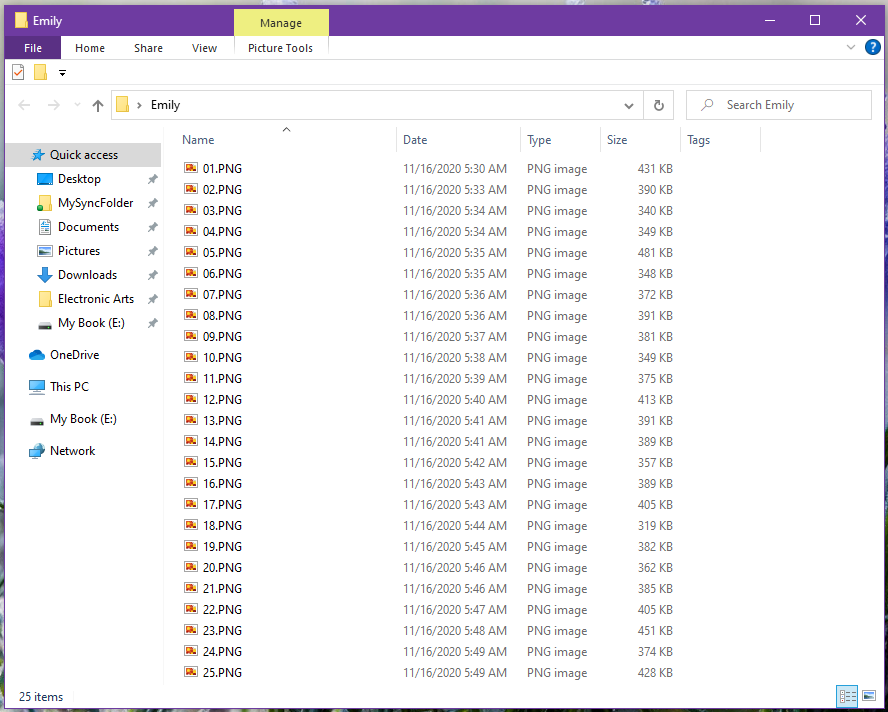 Emily
Manage
File Home Share View Picture Tools
?
Emily
Search Emily
Name Date Type Size Tags
Quick access
Desktop
MySyncFolder
Documents
Pictures
Downloads
Electronic Arts
My Book (E:)
OneDrive
This PC
My Book (E:)
Network
01.PNG 11/16/2020 5:30 AM PNG image 431 KB
02.PNG 11/16/2020 5:33 AM PNG image 390 KB
03.PNG 11/16/2020 5:34 AM PNG image 340 KB
04.PNG 11/16/2020 5:34 AM PNG image 349 KB
05.PNG 11/16/2020 5:35 AM PNG image 481 KB
06.PNG 11/16/2020 5:35 AM PNG image 348 KB
07.PNG 11/16/2020 5:36 AM PNG image 372 KB
08.PNG 11/16/2020 5:36 AM PNG image 391 KB
09.PNG 11/16/2020 5:37 AM PNG image 381 KB
10.PNG 11/16/2020 5:38 AM PNG image 349 KB
11.PNG 11/16/2020 5:39 AM PNG image 375 KB
12.PNG 11/16/2020 5:40 AM PNG image 413 KB
13.PNG 11/16/2020 5:41 AM PNG image 391 KB
14.PNG 11/16/2020 5:41 AM PNG image 389 KB
15.PNG 11/16/2020 5:42 AM PNG image 357 KB
16.PNG 11/16/2020 5:43 AM PNG image 389 KB
17.PNG 11/16/2020 5:43 AM PNG image 405 KB
18.PNG 11/16/2020 5:44 AM PNG image 319 KB
19.PNG 11/16/2020 5:45 AM PNG image 382 KB
20.PNG 11/16/2020 5:46 AM PNG image 362 KB
21.PNG 11/16/2020 5:46 AM PNG image 385 KB
22.PNG 11/16/2020 5:47 AM PNG image 405 KB
23.PNG 11/16/2020 5:48 AM PNG image 451 KB
24.PNG 11/16/2020 5:49 AM PNG image 374 KB
25.PNG 11/16/2020 5:49 AM PNG image 428 KB
25 items